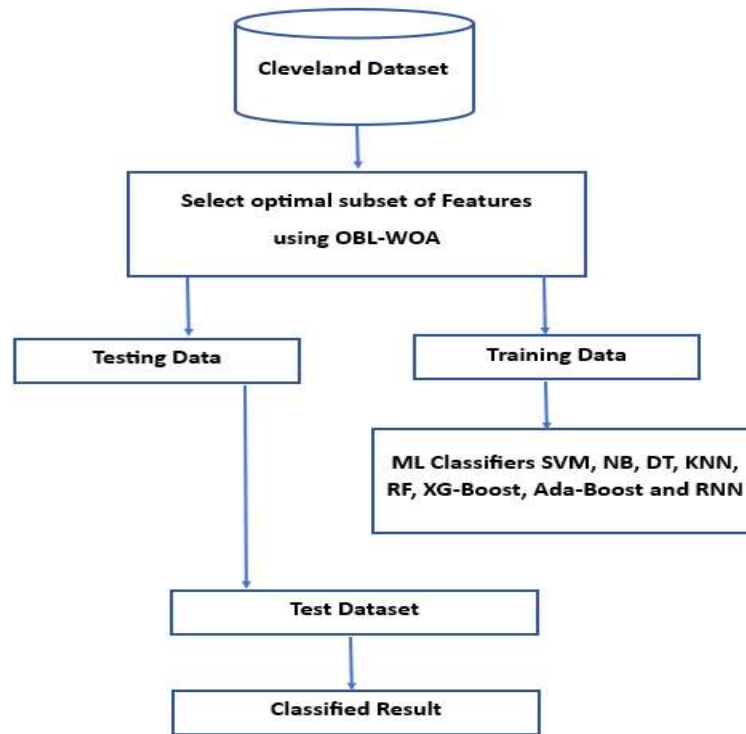 Cleveland Dataset
Select optimal subset of Features
using OBL-WOA
Testing Data
Training Data
ML Classifiers SVM, NB, DT, KNN,
RF, XG-Boost, Ada-Boost and RNN
Test Dataset
Classified Result